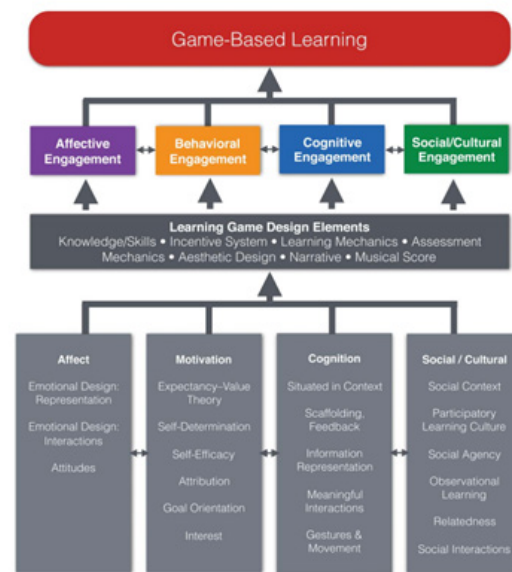 Game-Based Learning
Affective
Engagement
Behavioral
Engagement
Cognitive
Engagement
Social/Cultural
Engagement
Learning Game Design Elements
Knowledge/Skills • Incentive System • Learning Mechanics • Assessment
Mechanics • Aesthetic Design • Narrative • Musical Score
Affect
Emotional Design:
Representation
Emotional Design:
Interactions
Attitudes
Motivation
Expectancy–Value
Theory
Self-Determination
Self-Efficacy
Attribution
Goal Orientation
Interest
Cognition
Situated in Context
Scaffolding,
Feedback
Information
Representation
Meaningful
Interactions
Gestures &
Movement
Social / Cultural
Social Context
Participatory
Learning Culture
Social Agency
Observational
Learning
Relatedness
Social Interactions